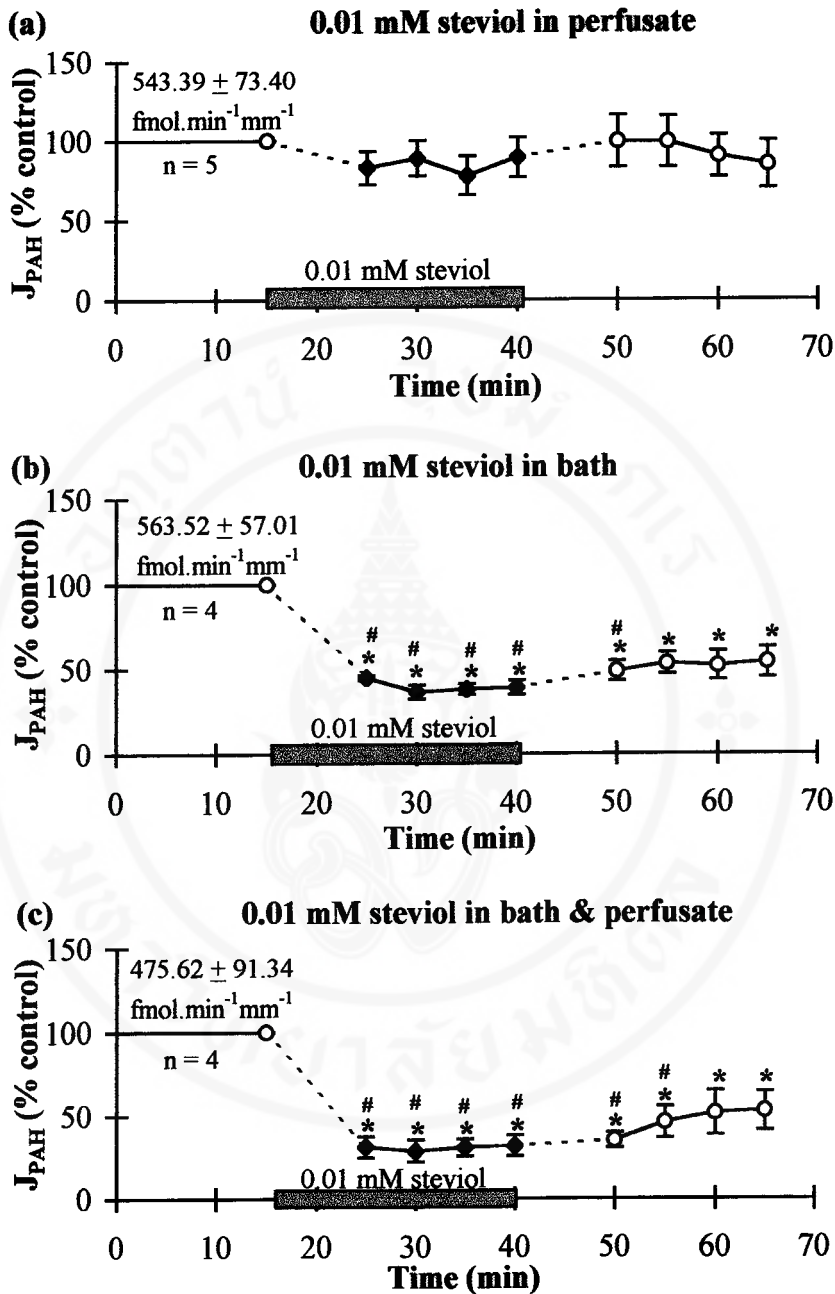 (a) 0.01 mM steviol in perfusate
150
543.39 ± 73.40
fmol.min⁻¹mm⁻¹
100
n = 5
50
0.01 mM steviol
0
J_PAH (% control)
0 10 20 30 40 50 60 70
Time (min)
(b) 0.01 mM steviol in bath
150
563.52 ± 57.01
fmol.min⁻¹mm⁻¹
100
n = 4
# # # # #
* * * * * * * *
50
0.01 mM steviol
0
J_PAH (% control)
0 10 20 30 40 50 60 70
Time (min)
(c) 0.01 mM steviol in bath & perfusate
150
475.62 ± 91.34
fmol.min⁻¹mm⁻¹
100
n = 4
# # # # # #
* * * * * * * *
50
0.01 mM steviol
0
J_PAH (% control)
0 10 20 30 40 50 60 70
Time (min)